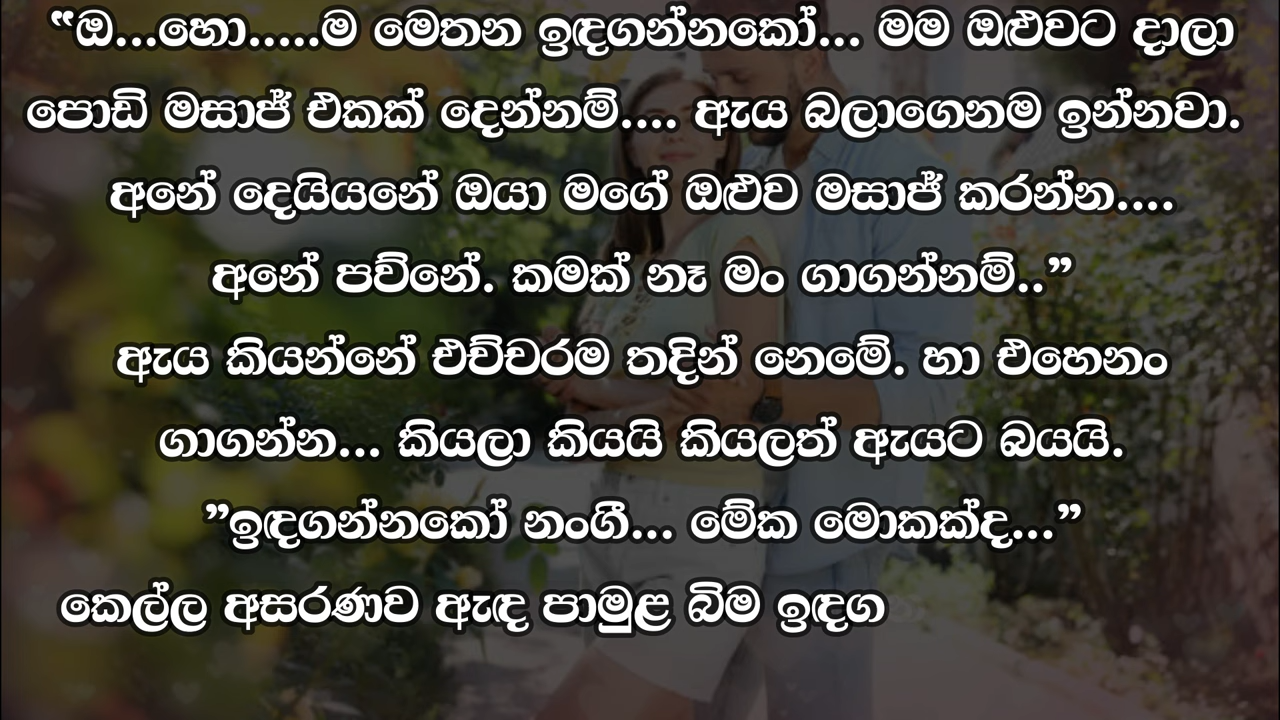 “ඔ...හො.....ම මෙතන ඉඳගන්නකෝ... මම ඔළුවට දාලා
පොඩි මසාජ් එකක් දෙන්නම්.... ඇය බලාගෙනම ඉන්නවා.
අනේ දෙයියනේ ඔයා මගේ ඔළුව මසාජ් කරන්න....
අනේ පව්නේ. කමක් නෑ මං ගාගන්නම්..”
ඇය කියන්නේ එච්චරම තදින් නෙමේ. හා එහෙනං
ගාගන්න... කියලා කියයි කියලත් ඇයට බයයි.
”ඉඳගන්නකෝ නංගී... මේක මොකක්ද...”
කෙල්ල අසරණව ඇඳ පාමුළ බිම ඉඳග